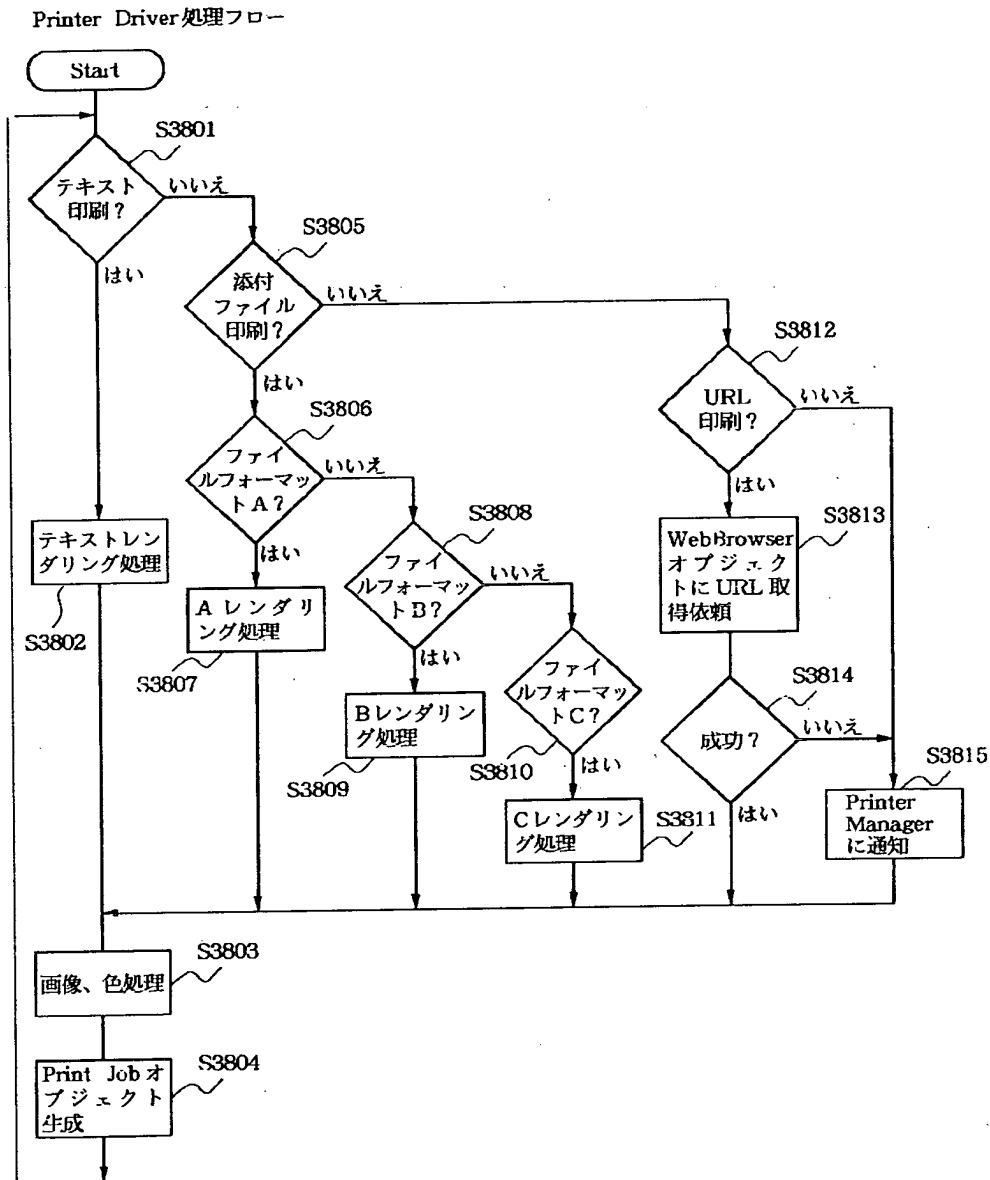 Printer Driver処理フロー
Start
S3801
テキスト
印刷？
いいえ
はい
S3805
添付
ファイル
印刷？
いいえ
はい
S3812
URL
印刷？
いいえ
はい
S3806
ファイ
ルフォーマッ
トA？
いいえ
はい
S3808
ファイ
ルフォーマッ
トB？
いいえ
はい
S3813
WebBrowser
オブジェク
トにURL取
得依頼
テキストレン
ダリング処理
S3802
Aレンダリ
ング処理
S3807
ファイ
ルフォーマッ
トC？
S3810
はい
S3814
成功？
いいえ
はい
Bレンダリン
グ処理
S3809
S3815
Printer
Manager
に通知
Cレンダリン
グ処理
S3811
S3803
画像、色処理
S3804
Print Jobオ
ブジェクト
生成